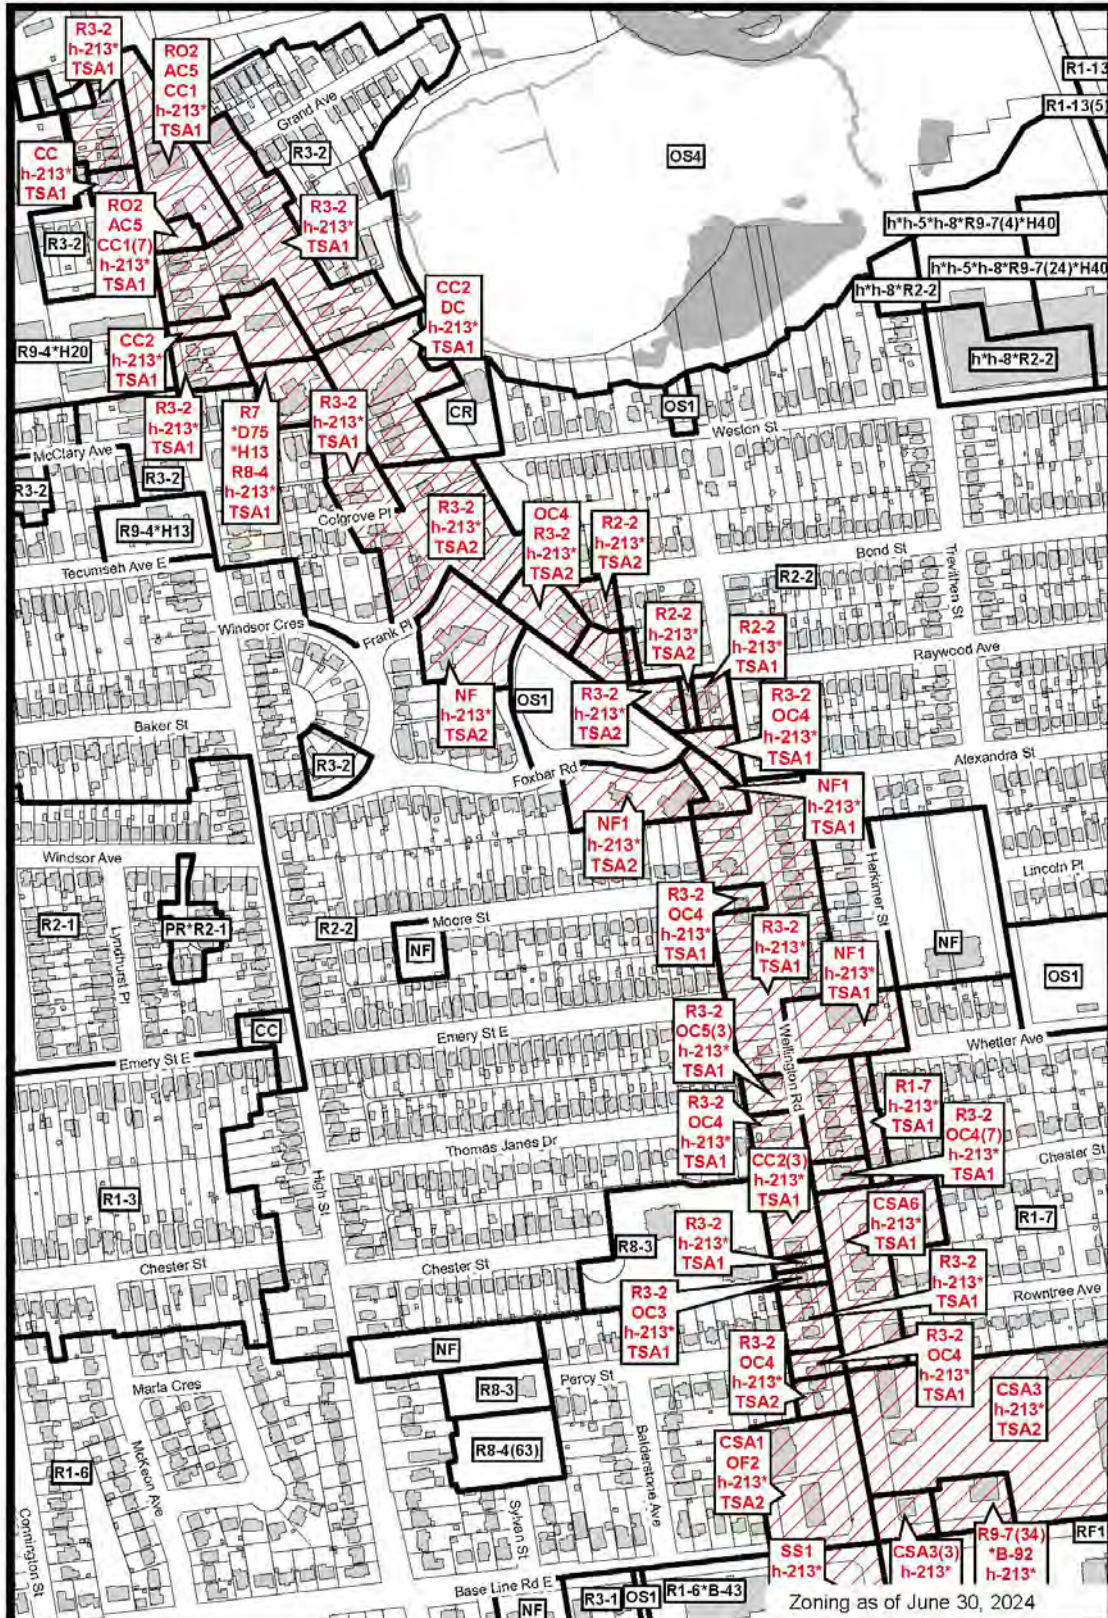 R3-2
h-213*
TSA1
RO2
AC5
CC1
h-213*
TSA1
Grand Ave
R3-2
OS4
R1-13
R1-13(5)
CC
h-213*
TSA1
R3-2
RO2
AC5
CC1(7)
h-213*
TSA1
R3-2
h-213*
TSA1
h*h-5*h-8*R9-7(4)*H40
h*h-5*h-8*R9-7(24)*H40
h*h-8*R2-2
h*h-8*R2-2
CC2
DC
h-213*
TSA1
R9-4*H20
CC2
h-213*
TSA1
R3-2
h-213*
TSA1
R7
*D75
*H13
R8-4
h-213*
TSA1
R3-2
h-213*
TSA1
CR
OS1
Weston St
McClary Ave
R3-2
R3-2
R9-4*H13
Colgrove Pl
R3-2
h-213*
TSA2
OC4
R3-2
h-213*
TSA2
R2-2
h-213*
TSA2
Bond St
R2-2
Trevithen St
Tecumseh Ave E
Windsor Cres
Frank Pl
R2-2
h-213*
TSA2
R2-2
h-213*
TSA1
Raywood Ave
NF
h-213*
TSA2
OS1
R3-2
h-213*
TSA2
R3-2
OC4
h-213*
TSA1
Baker St
R3-2
Foxbar Rd
Alexandra St
NF1
h-213*
TSA2
NF1
h-213*
TSA1
Windsor Ave
Herkimer St
Lincoln Pl
R2-1
Lyndhurst Pl
PR*R2-1
R2-2
Moore St
NF
R3-2
OC4
h-213*
TSA1
R3-2
h-213*
TSA1
NF1
h-213*
TSA1
NF
OS1
CC
Emery St E
Emery St E
R3-2
OC5(3)
h-213*
TSA1
Wellington Rd
Whetter Ave
R3-2
OC4
h-213*
TSA1
R1-7
h-213*
TSA1
R3-2
OC4(7)
h-213*
TSA1
Chester St
Thomas Janes Dr
High St
CC2(3)
h-213*
TSA1
R1-3
R8-3
R3-2
h-213*
TSA1
CSA6
h-213*
TSA1
R1-7
Chester St
Chester St
R3-2
OC3
h-213*
TSA1
R3-2
h-213*
TSA1
Rowntree Ave
NF
R3-2
OC4
h-213*
TSA2
R3-2
OC4
h-213*
TSA1
CSA3
h-213*
TSA2
Percy St
R8-3
Marla Cres
McKeon Ave
R8-4(63)
R1-6
Balderstone Ave
CSA1
OF2
h-213*
TSA2
Connington St
Sylvan St
SS1
h-213*
CSA3(3)
h-213*
R9-7(34)
*B-92
h-213*
RF1
Base Line Rd E
NF
R3-1
OS1
R1-6*B-43
Zoning as of June 30, 2024